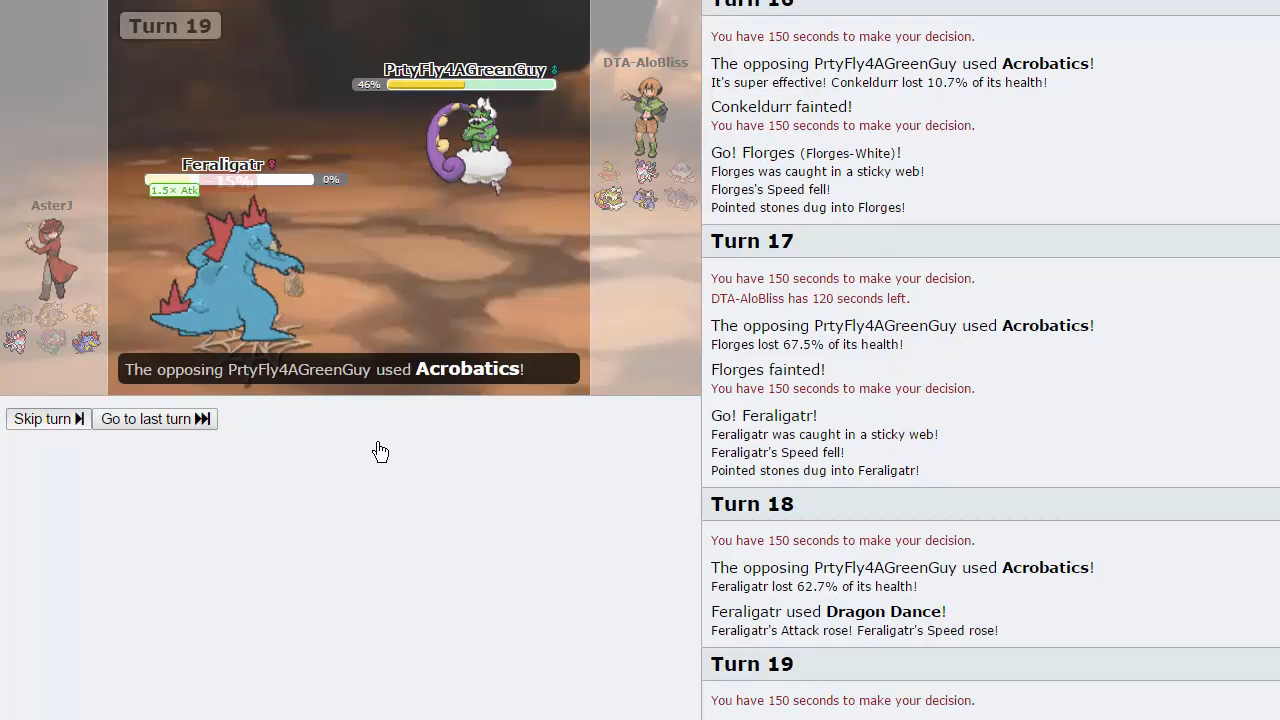 Turn 19
PrtyFly4AGreenGuy
46%
DTA-AloBliss
Feraligatr
−15%
0%
1.5× Atk
AsterJ
The opposing PrtyFly4AGreenGuy used Acrobatics!
Skip turn
Go to last turn
Turn 16
You have 150 seconds to make your decision.
The opposing PrtyFly4AGreenGuy used Acrobatics!
It's super effective! Conkeldurr lost 10.7% of its health!
Conkeldurr fainted!
You have 150 seconds to make your decision.
Go! Florges (Florges-White)!
Florges was caught in a sticky web!
Florges's Speed fell!
Pointed stones dug into Florges!
Turn 17
You have 150 seconds to make your decision.
DTA-AloBliss has 120 seconds left.
The opposing PrtyFly4AGreenGuy used Acrobatics!
Florges lost 67.5% of its health!
Florges fainted!
You have 150 seconds to make your decision.
Go! Feraligatr!
Feraligatr was caught in a sticky web!
Feraligatr's Speed fell!
Pointed stones dug into Feraligatr!
Turn 18
You have 150 seconds to make your decision.
The opposing PrtyFly4AGreenGuy used Acrobatics!
Feraligatr lost 62.7% of its health!
Feraligatr used Dragon Dance!
Feraligatr's Attack rose! Feraligatr's Speed rose!
Turn 19
You have 150 seconds to make your decision.